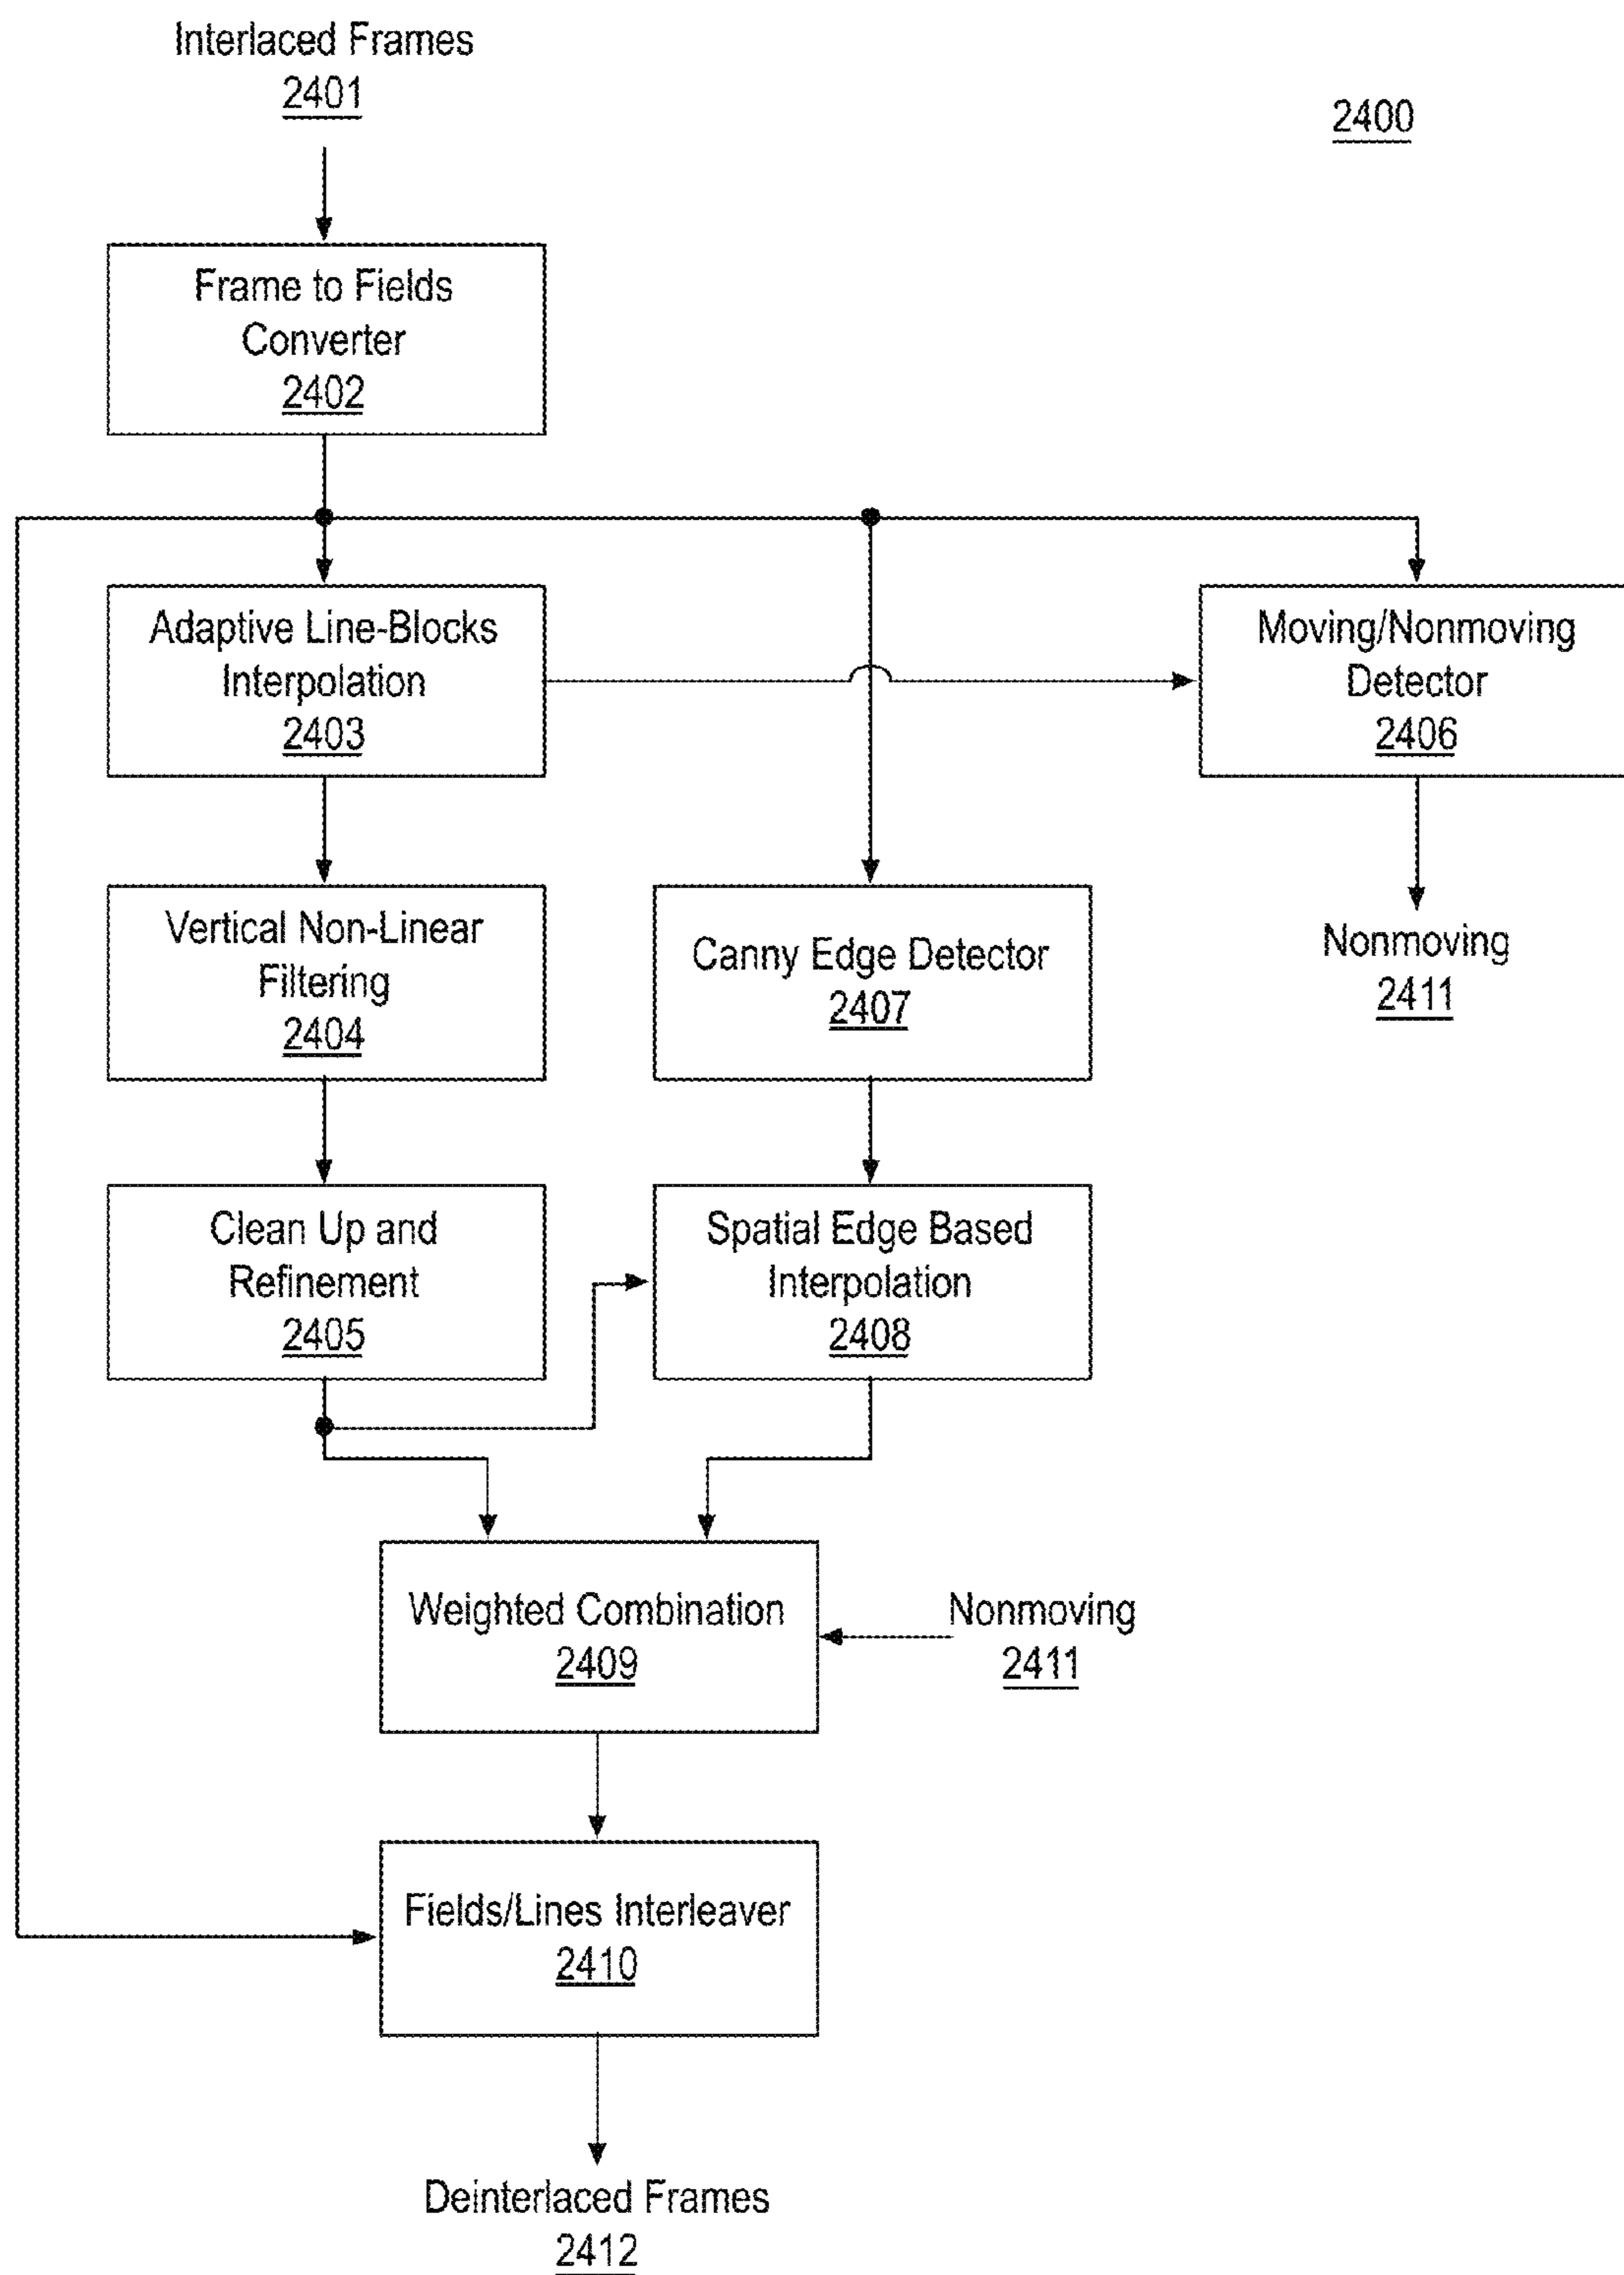 Interlaced Frames
2401
2400
Frame to Fields
Converter
2402
Adaptive Line-Blocks
Interpolation
2403
Moving/Nonmoving
Detector
2406
Vertical Non-Linear
Filtering
2404
Canny Edge Detector
2407
Nonmoving
2411
Clean Up and
Refinement
2405
Spatial Edge Based
Interpolation
2408
Weighted Combination
2409
Nonmoving
2411
Fields/Lines Interleaver
2410
Deinterlaced Frames
2412